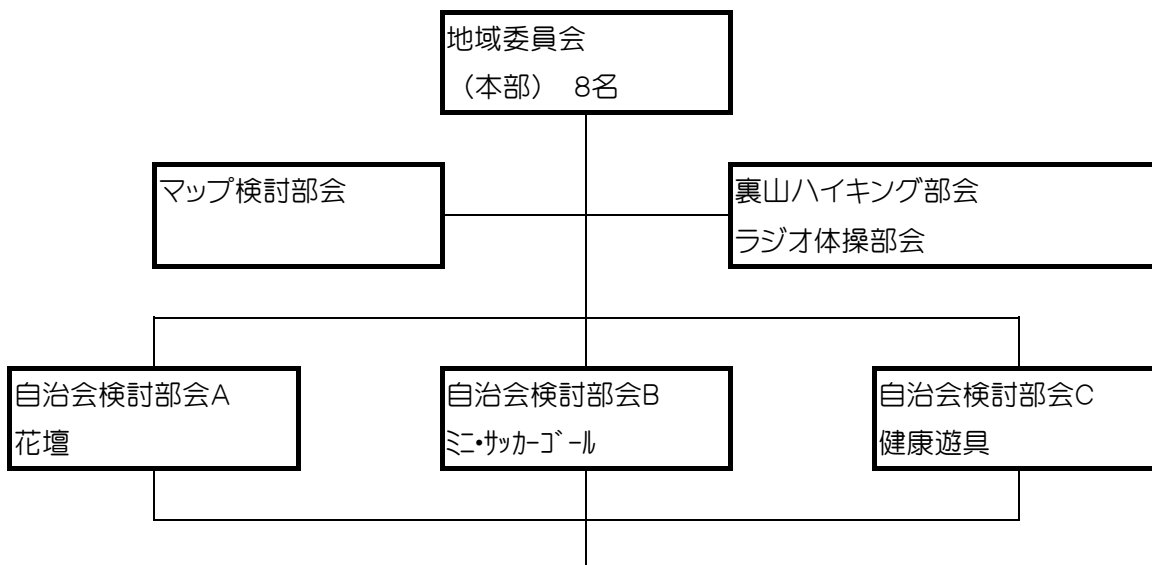 地域委員会
（本部） 8名
マップ検討部会
裏山ハイキング部会
ラジオ体操部会
自治会検討部会A
花壇
自治会検討部会B
ﾐﾆ・ｻｯｶｰｺﾞｰﾙ
自治会検討部会C
健康遊具